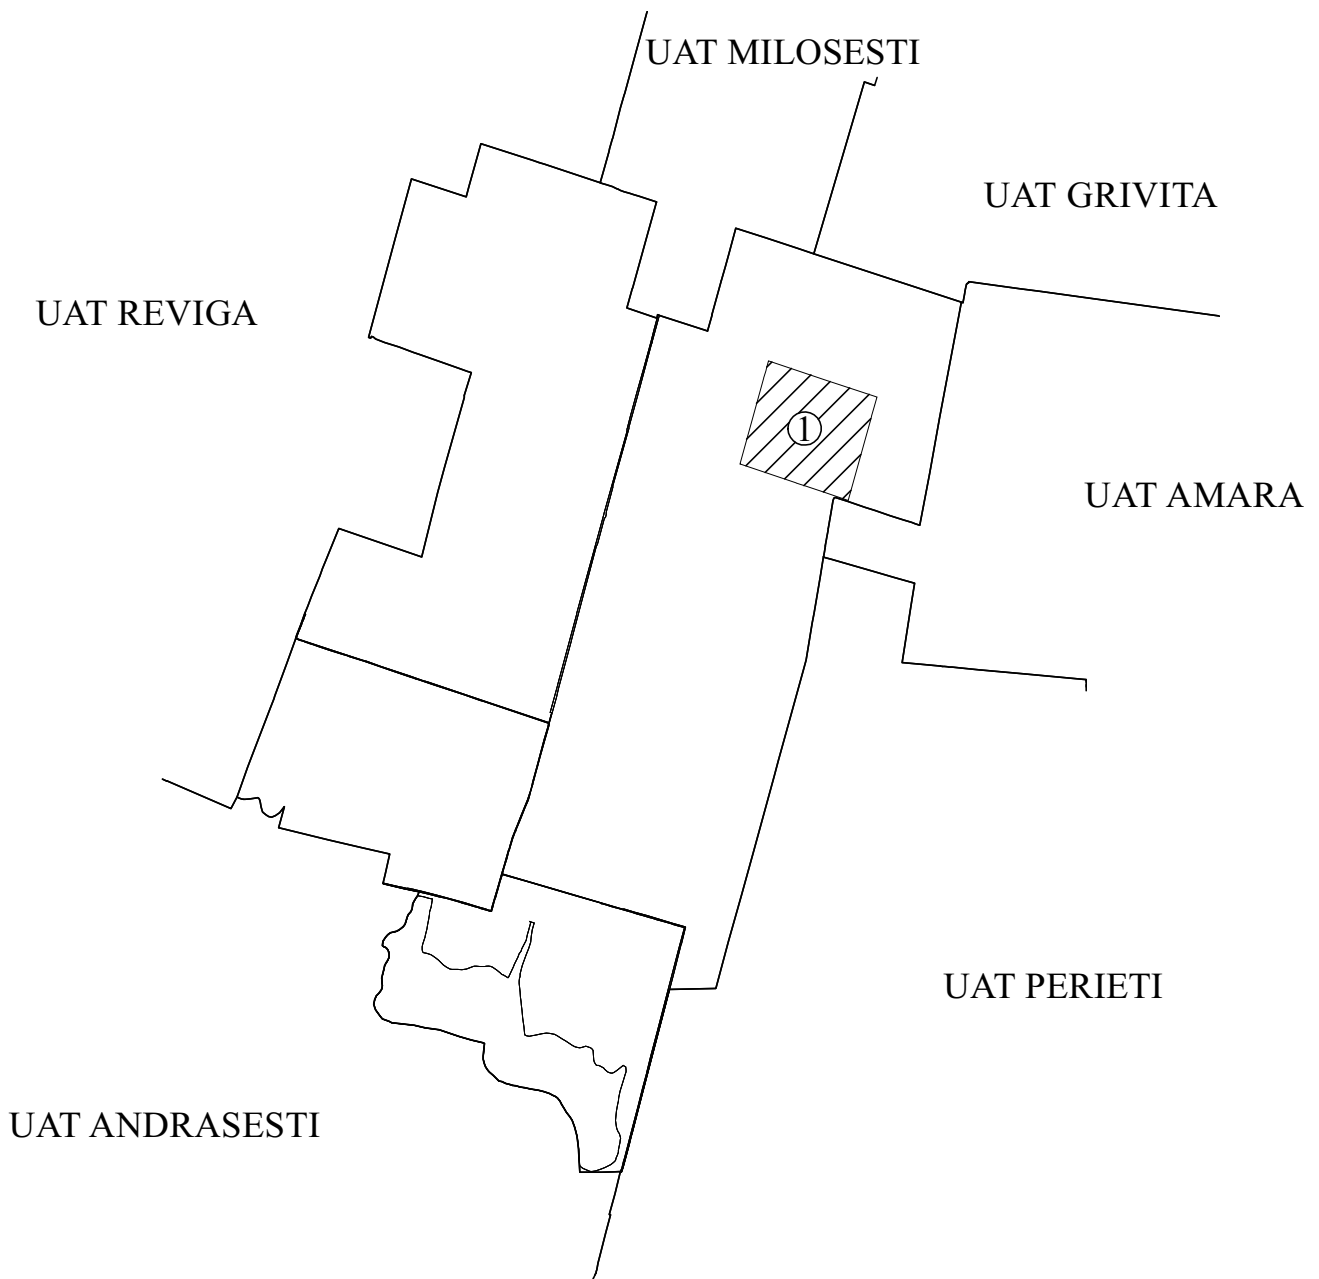 UAT MILOSESTI
UAT GRIVITA
UAT REVIGA
1
UAT AMARA
UAT PERIETI
UAT ANDRASESTI